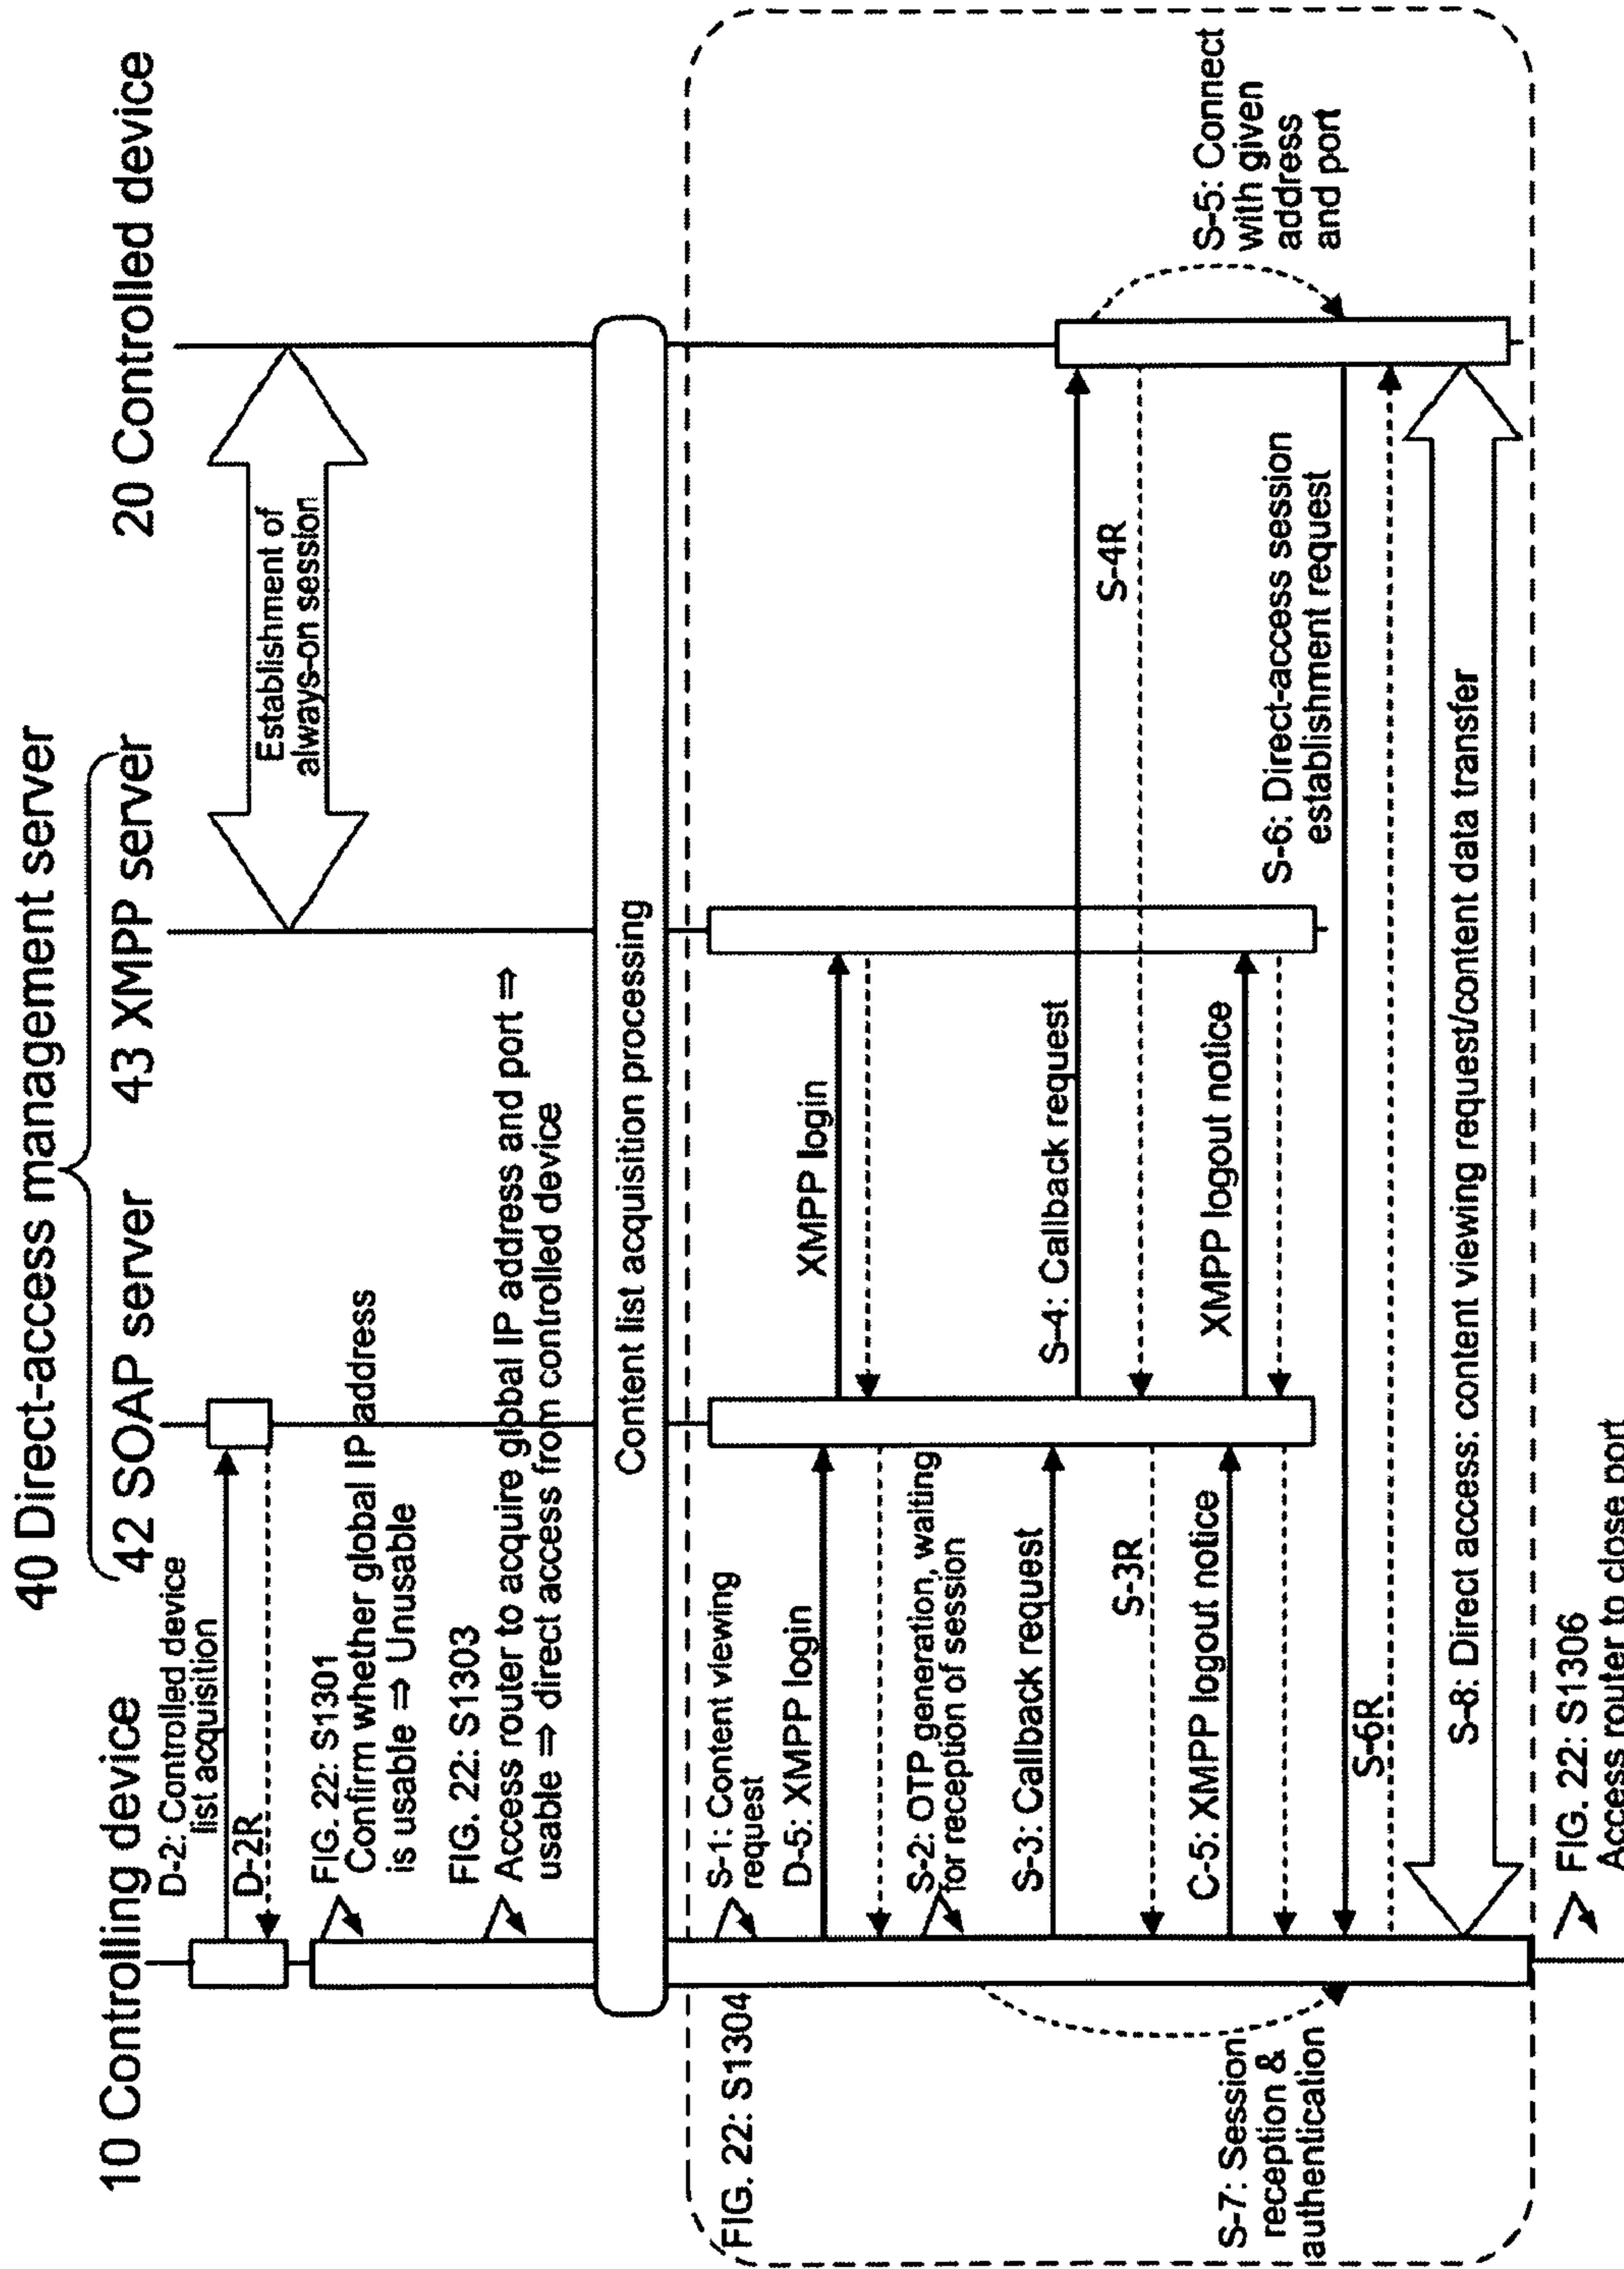 40 Direct-access management server
10 Controlling device
42 SOAP server
43 XMPP server
20 Controlled device
D-2: Controlled device
list acquisition
D-2R
Establishment of
always-on session
FIG. 22: S1301
Confirm whether global IP address
is usable ⇒ Unusable
FIG. 22: S1303
Access router to acquire global IP address and port ⇒
usable ⇒ direct access from controlled device
Content list acquisition processing
FIG. 22: S1304
S-1: Content viewing
request
D-5: XMPP login
XMPP login
S-2: OTP generation, waiting
for reception of session
S-3: Callback request
S-4: Callback request
S-4R
S-3R
C-5: XMPP logout notice
XMPP logout notice
S-5: Connect
with given
address
and port
S-7: Session
reception &
authentication
S-6: Direct-access session
establishment request
S-6R
S-8: Direct access: content viewing request/content data transfer
FIG. 22: S1306
Access router to close port